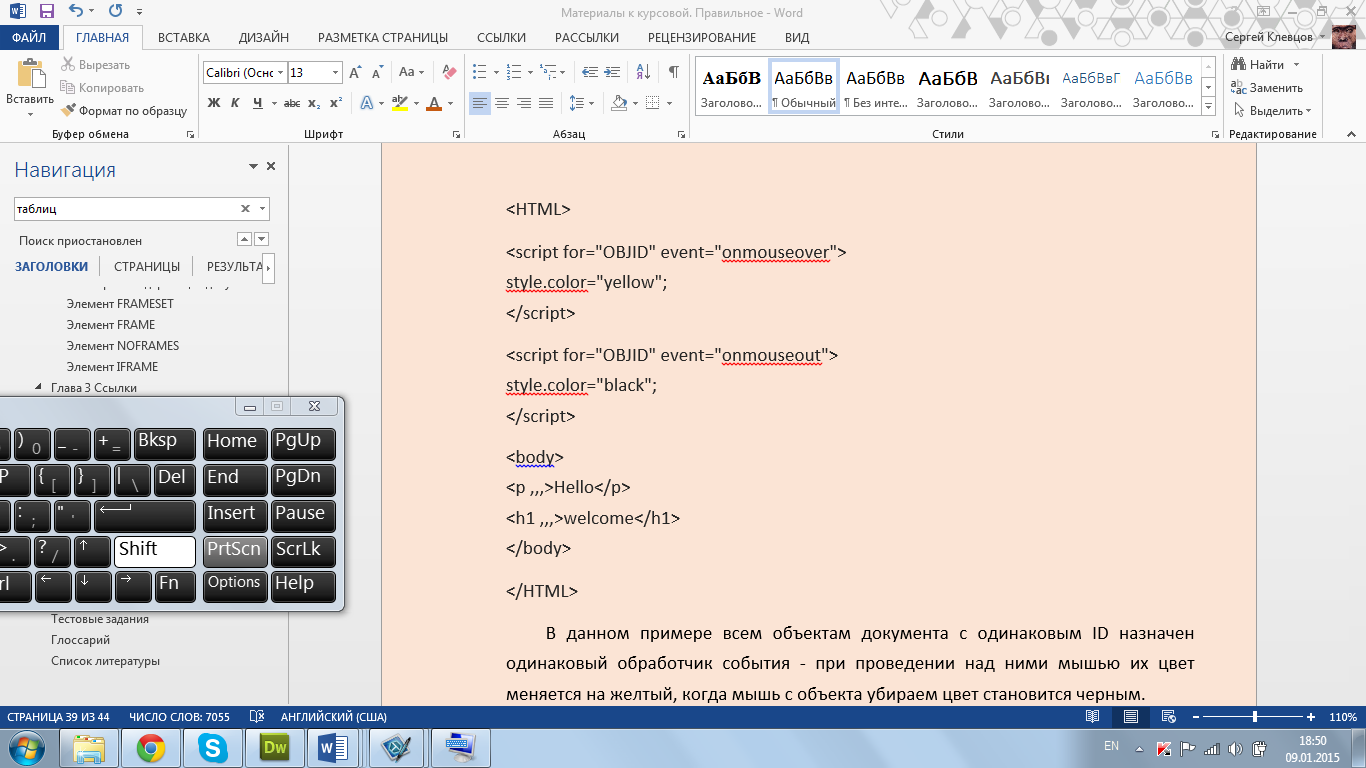 Материалы к курсовой. Правильное - Word
ФАЙЛ ГЛАВНАЯ ВСТАВКА ДИЗАЙН РАЗМЕТКА СТРАНИЦЫ ССЫЛКИ РАССЫЛКИ РЕЦЕНЗИРОВАНИЕ ВИД Сергей Клевцов
Вставить
Вырезать
Копировать
Формат по образцу
Буфер обмена
Calibri (Оснс 13
Ж К Ч abc x₂ x²
Шрифт
Абзац
АаБбВ АаБбВв АаБбВв АаБбВ АаБбВı АаБбВвГ АаБбВв
Заголово... ¶ Обычный ¶ Без инте... Заголово... Заголово... Заголово... Заголово...
Стили
Найти
Заменить
Выделить
Редактирование
Навигация
таблиц
Поиск приостановлен
ЗАГОЛОВКИ СТРАНИЦЫ РЕЗУЛЬТА
Элемент FRAMESET
Элемент FRAME
Элемент NOFRAMES
Элемент IFRAME
Глава 3 Ссылки
) 0 _ - + = Bksp Home PgUp
P { [ } ] | \ Del End PgDn
: ; " ' Insert Pause
> . ? / ↑ Shift PrtScn ScrLk
rl ← ↓ → Fn Options Help
Тестовые задания
Глоссарий
Список литературы
<HTML>
<script for="OBJID" event="onmouseover">
style.color="yellow";
</script>
<script for="OBJID" event="onmouseout">
style.color="black";
</script>
<body>
<p ,,,>Hello</p>
<h1 ,,,>welcome</h1>
</body>
</HTML>
В данном примере всем объектам документа с одинаковым ID назначен
одинаковый обработчик события - при проведении над ними мышью их цвет
меняется на желтый, когда мышь с объекта убираем цвет становится черным.
СТРАНИЦА 39 ИЗ 44 ЧИСЛО СЛОВ: 7055 АНГЛИЙСКИЙ (США) 110%
EN 18:50
09.01.2015